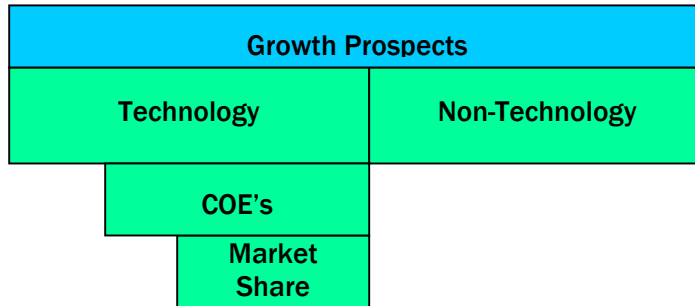 Growth Prospects
Technology
Non-Technology
COE's
Market
Share